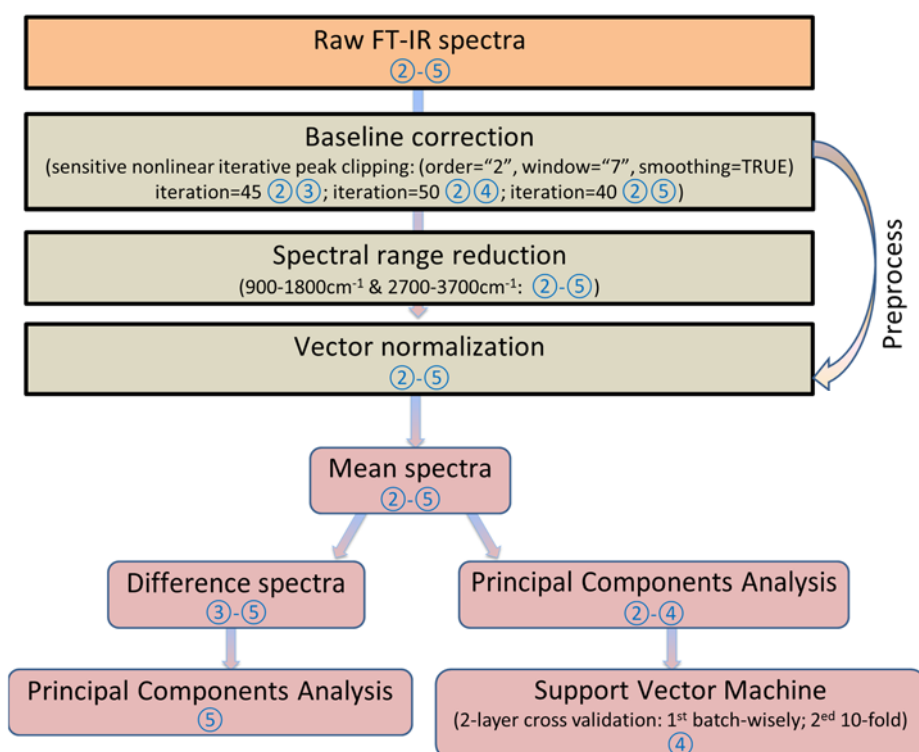 Raw FT-IR spectra
②-⑤
Baseline correction
(sensitive nonlinear iterative peak clipping: (order=“2”, window=“7”, smoothing=TRUE)
iteration=45 ②③; iteration=50 ②④; iteration=40 ②⑤)
Spectral range reduction
(900-1800cm⁻¹ & 2700-3700cm⁻¹: ②-⑤)
Vector normalization
②-⑤
Preprocess
Mean spectra
②-⑤
Difference spectra
③-⑤
Principal Components Analysis
②-④
Principal Components Analysis
⑤
Support Vector Machine
(2-layer cross validation: 1ˢᵗ batch-wisely; 2ᵉᵈ 10-fold)
④